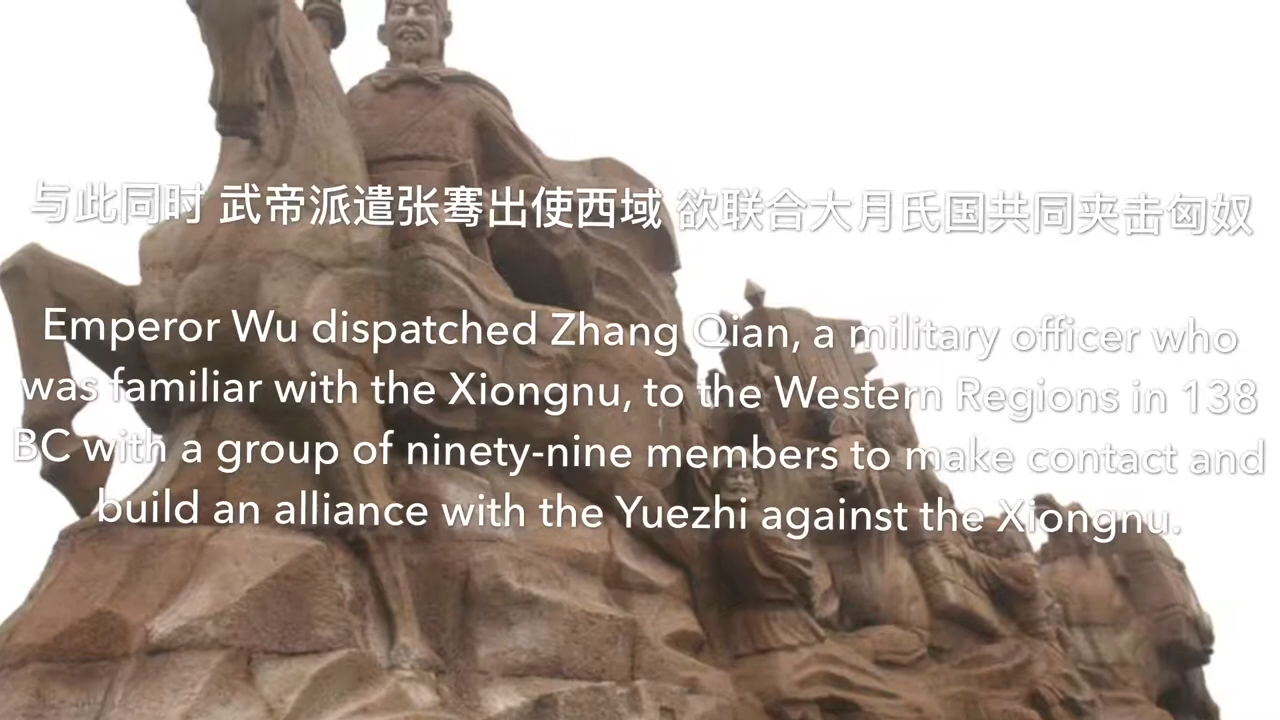 与此同时 武帝派遣张骞出使西域 欲联合大月氏国共同夹击匈奴
Emperor Wu dispatched Zhang Qian, a military officer who
was familiar with the Xiongnu, to the Western Regions in 138
BC with a group of ninety-nine members to make contact and
build an alliance with the Yuezhi against the Xiongnu.